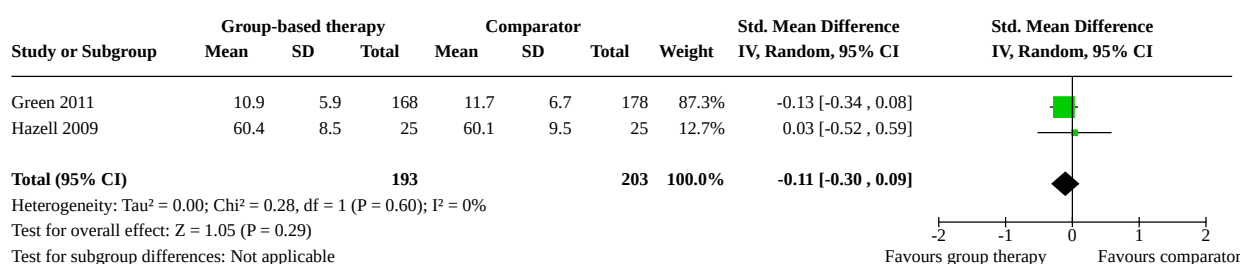 Group-based therapy Comparator Std. Mean Difference Std. Mean Difference
Study or Subgroup Mean SD Total Mean SD Total Weight IV, Random, 95% CI IV, Random, 95% CI
Green 2011 10.9 5.9 168 11.7 6.7 178 87.3% -0.13 [-0.34 , 0.08]
Hazell 2009 60.4 8.5 25 60.1 9.5 25 12.7% 0.03 [-0.52 , 0.59]
Total (95% CI) 193 203 100.0% -0.11 [-0.30 , 0.09]
Heterogeneity: Tau² = 0.00; Chi² = 0.28, df = 1 (P = 0.60); I² = 0%
Test for overall effect: Z = 1.05 (P = 0.29)
-2 -1 0 1 2
Test for subgroup differences: Not applicable Favours group therapy Favours comparator